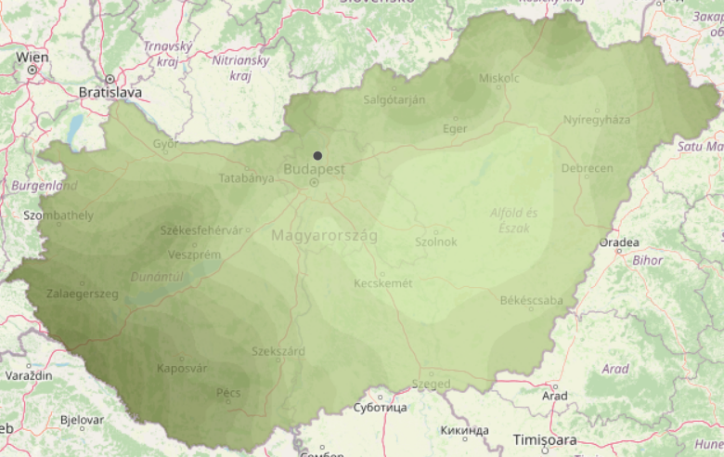 Slovensko
Košický kraj
Trnavský
kraj
Nitriansky
kraj
Wien
Bratislava
Miskolc
Salgótarján
Eger
Nyíregyháza
Győr
Budapest
Tatabánya
Debrecen
Satu Ma
Burgenland
Szombathely
Székesfehérvár
Magyarország
Alföld és
Észak
Szolnok
Oradea
Veszprém
Dunántúl
Bihor
Zalaegerszeg
Kecskemét
Békéscsaba
Szekszárd
Kaposvár
Pécs
Szeged
Varaždin
Arad
Arad
Bjelovar
Суботица
Кикинда
Timișoara
Hune